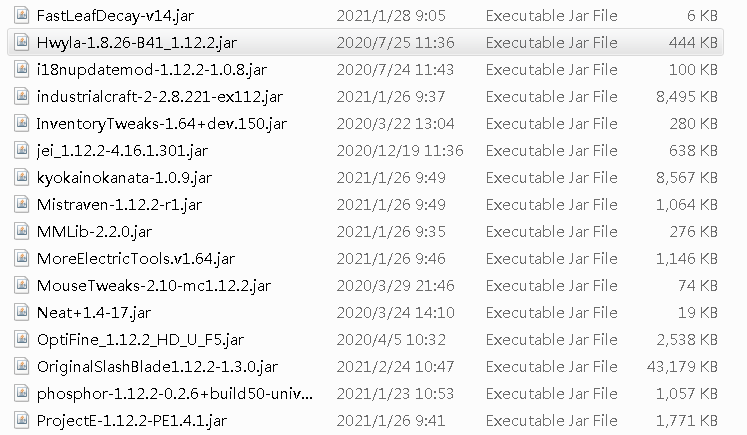 FastLeafDecay-v14.jar 2021/1/28 9:05 Executable Jar File 6 KB
Hwyla-1.8.26-B41_1.12.2.jar 2020/7/25 11:36 Executable Jar File 444 KB
i18nupdatemod-1.12.2-1.0.8.jar 2020/7/24 11:43 Executable Jar File 100 KB
industrialcraft-2-2.8.221-ex112.jar 2021/1/26 9:37 Executable Jar File 8,495 KB
InventoryTweaks-1.64+dev.150.jar 2020/3/22 13:04 Executable Jar File 280 KB
jei_1.12.2-4.16.1.301.jar 2020/12/19 11:36 Executable Jar File 638 KB
kyokainokanata-1.0.9.jar 2021/1/26 9:49 Executable Jar File 8,567 KB
Mistraven-1.12.2-r1.jar 2021/1/26 9:49 Executable Jar File 1,064 KB
MMLib-2.2.0.jar 2021/1/26 9:35 Executable Jar File 276 KB
MoreElectricTools.v1.64.jar 2021/1/26 9:46 Executable Jar File 1,146 KB
MouseTweaks-2.10-mc1.12.2.jar 2020/3/29 21:46 Executable Jar File 74 KB
Neat+1.4-17.jar 2020/3/24 14:10 Executable Jar File 19 KB
OptiFine_1.12.2_HD_U_F5.jar 2020/4/5 10:32 Executable Jar File 2,538 KB
OriginalSlashBlade1.12.2-1.3.0.jar 2021/2/24 10:47 Executable Jar File 43,179 KB
phosphor-1.12.2-0.2.6+build50-univ... 2021/1/23 10:53 Executable Jar File 1,057 KB
ProjectE-1.12.2-PE1.4.1.jar 2021/1/26 9:41 Executable Jar File 1,771 KB